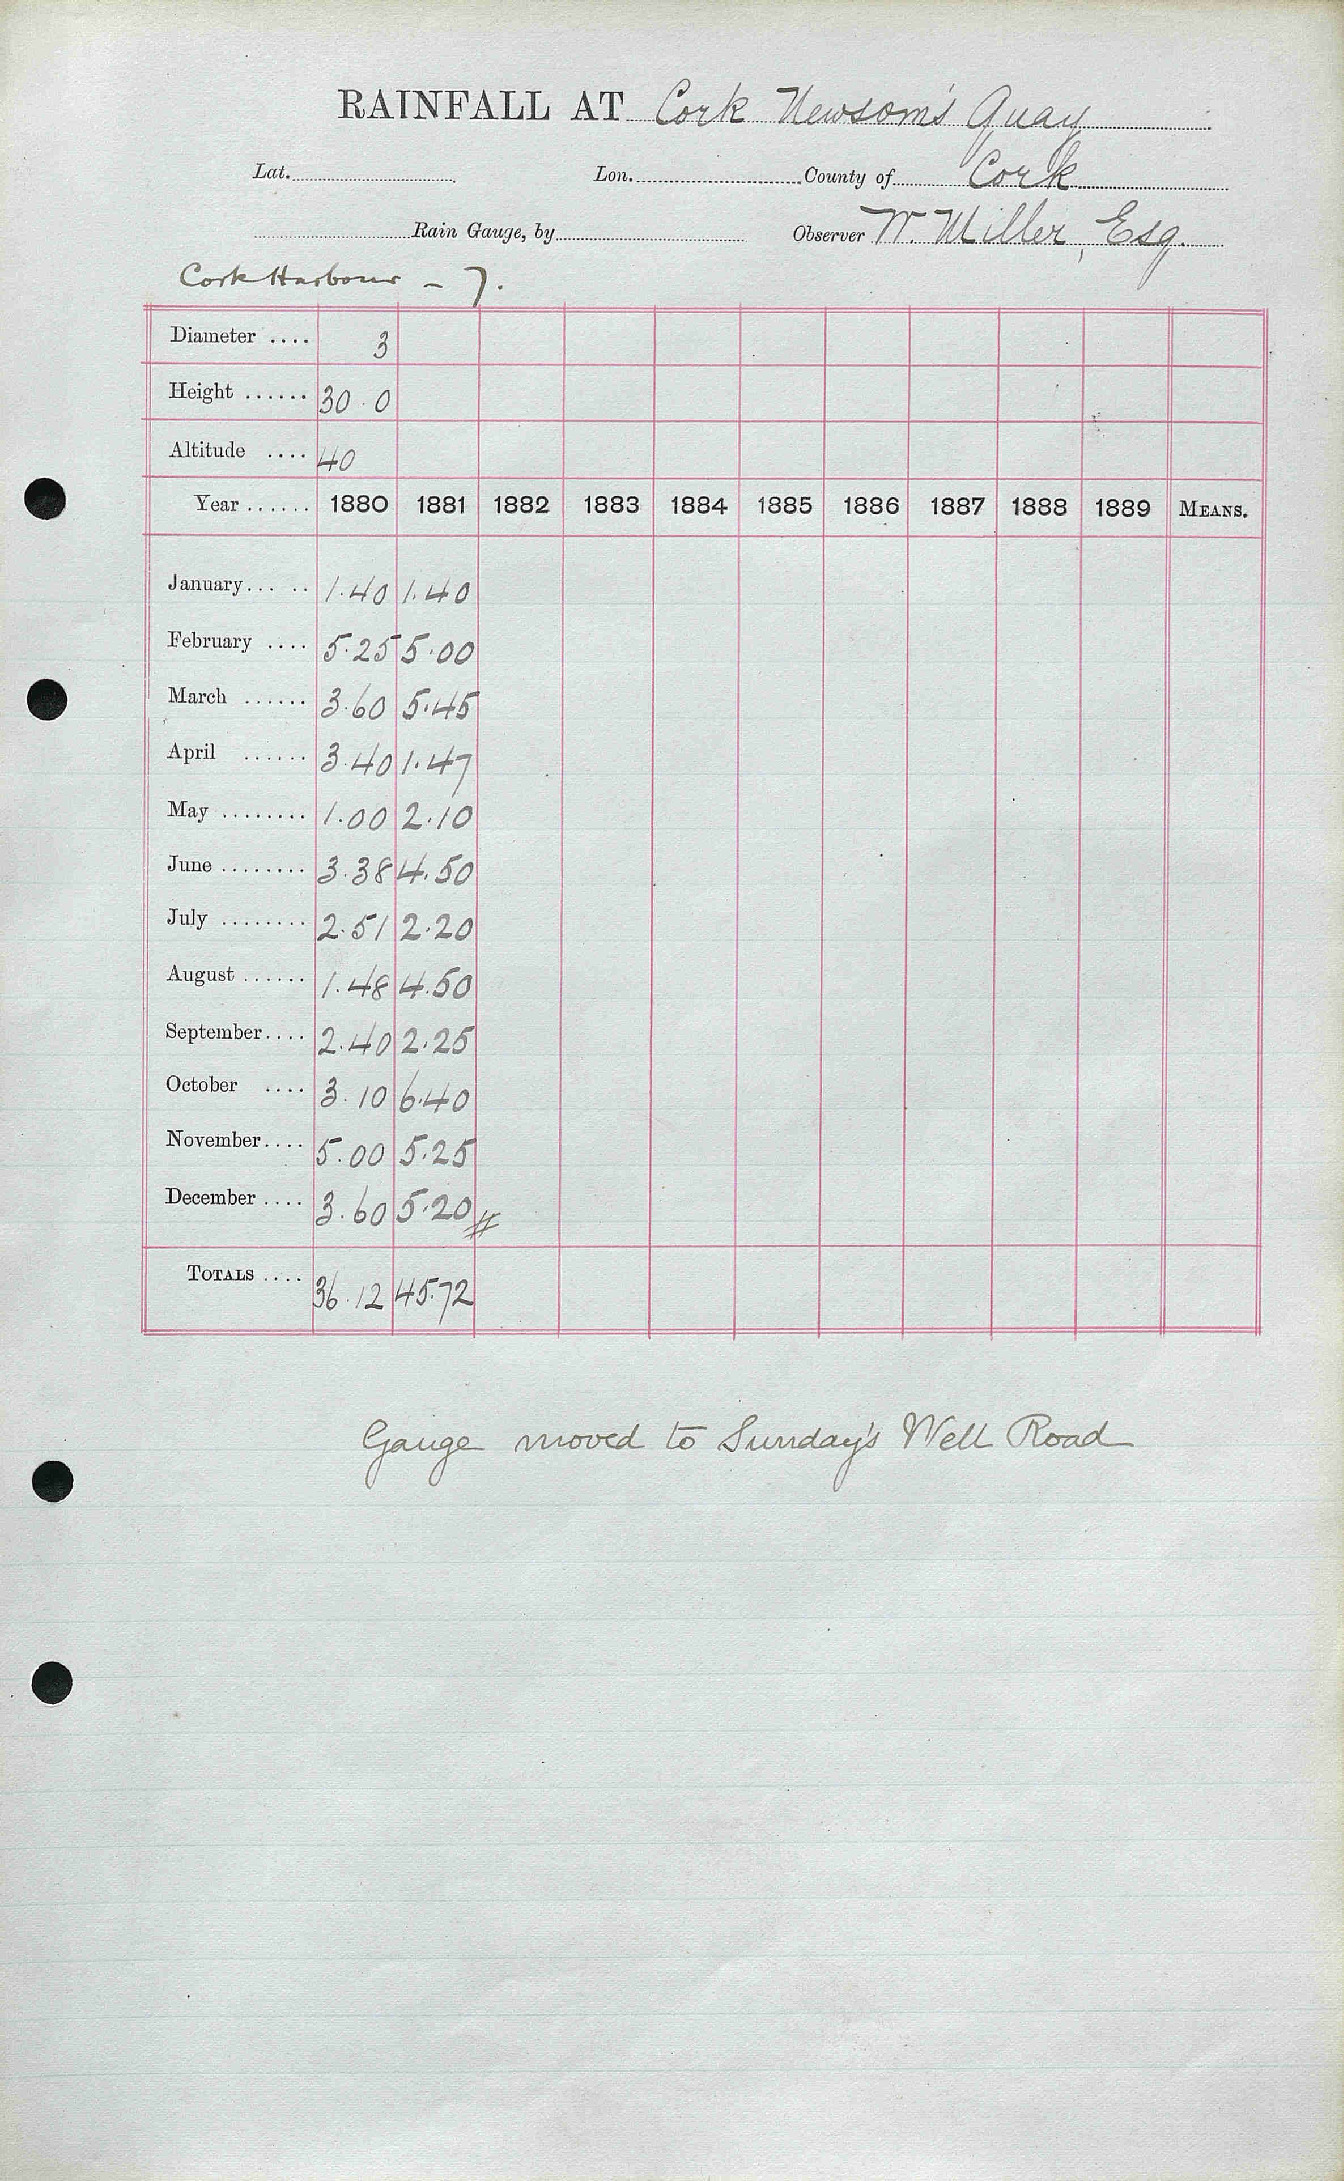 RAINFALL AT Cork Newsom's Quay
Lat. Lon. County of Cork
Rain Gauge, by Observer W. Miller, Esq.
Cork Harbour - 7.
Diameter .... 3
Height ...... 30 0
Altitude .... 40
Year ...... 1880 1881 1882 1883 1884 1885 1886 1887 1888 1889 MEANS.
January ..... 1.40 1.40
February .... 5.25 5.00
March ...... 3.60 5.45
April ...... 3.40 1.47
May ........ 1.00 2.10
June ........ 3.38 4.50
July ........ 2.51 2.20
August ...... 1.48 4.50
September .... 2.40 2.25
October .... 3.10 6.40
November .... 5.00 5.25
December .... 3.60 5.20 #
TOTALS .... 36.12 45.72
Gauge moved to Sunday's Well Road